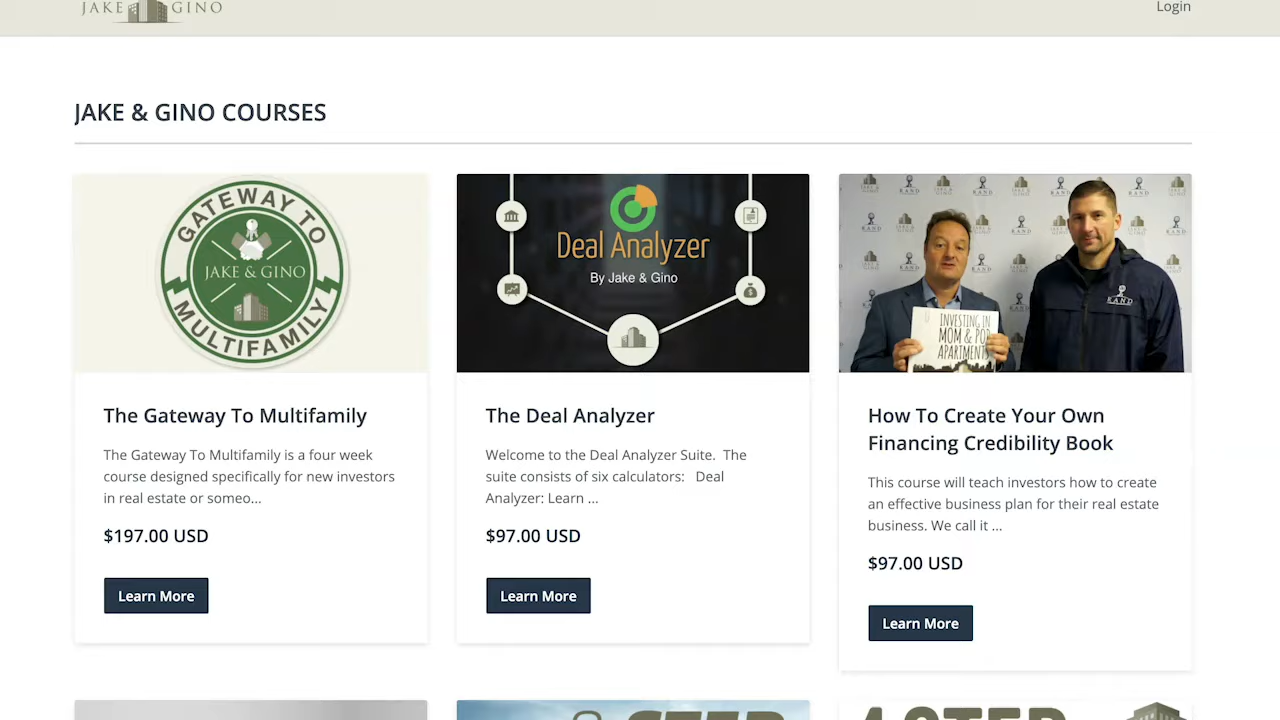 JAKE GINO
Login
JAKE & GINO COURSES
GATEWAY TO
JAKE & GINO
MULTIFAMILY
Deal Analyzer
By Jake & Gino
INVESTING IN
MOM & POP
APARTMENTS
RAND
The Gateway To Multifamily
The Gateway To Multifamily is a four week
course designed specifically for new investors
in real estate or someo...
$197.00 USD
Learn More
The Deal Analyzer
Welcome to the Deal Analyzer Suite. The
suite consists of six calculators: Deal
Analyzer: Learn ...
$97.00 USD
Learn More
How To Create Your Own
Financing Credibility Book
This course will teach investors how to create
an effective business plan for their real estate
business. We call it ...
$97.00 USD
Learn More